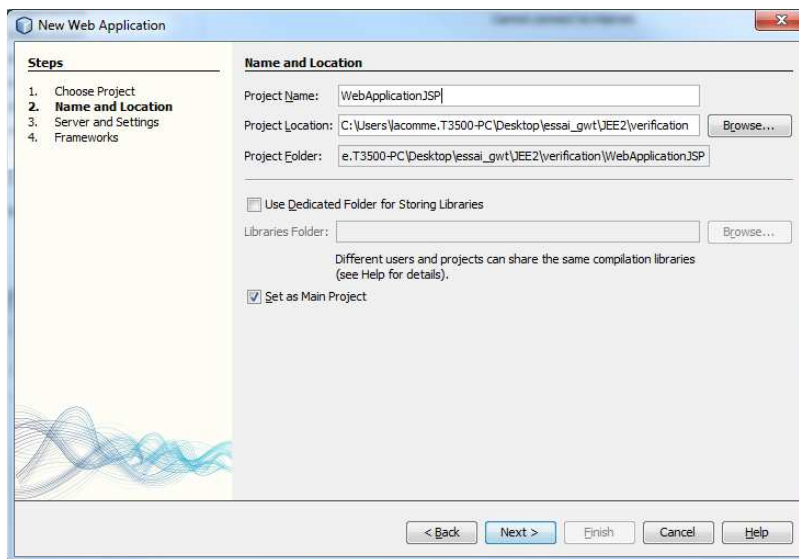 New Web Application
Steps
1. Choose Project
2. Name and Location
3. Server and Settings
4. Frameworks
Name and Location
Project Name: WebApplicationJSP
Project Location: C:\Users\lacomme.T3500-PC\Desktop\essai_gwt\JEE2\verification Browse...
Project Folder: e.T3500-PC\Desktop\essai_gwt\JEE2\verification\WebApplicationJSP
Use Dedicated Folder for Storing Libraries
Libraries Folder: Browse...
Different users and projects can share the same compilation libraries
(see Help for details).
Set as Main Project
< Back Next > Finish Cancel Help